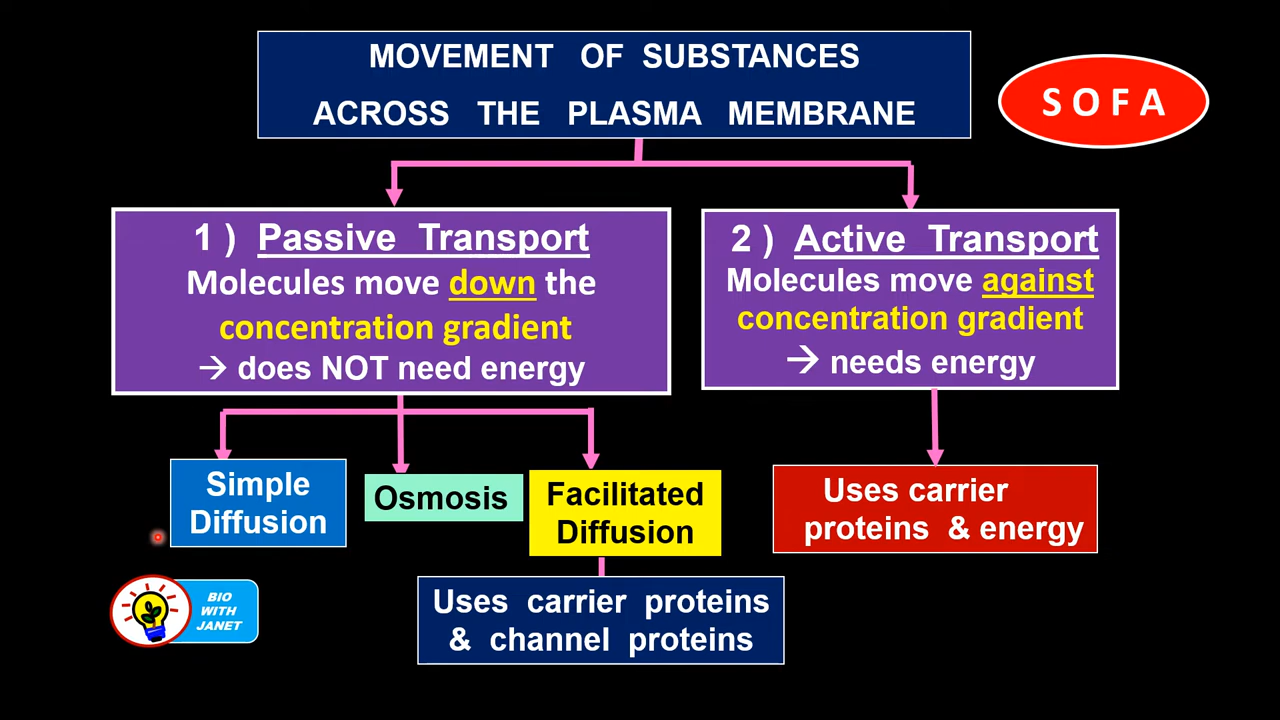 MOVEMENT OF SUBSTANCES
ACROSS THE PLASMA MEMBRANE
S O F A
1 ) Passive Transport
Molecules move down the
concentration gradient
→ does NOT need energy
2 ) Active Transport
Molecules move against
concentration gradient
→ needs energy
Simple
Diffusion
Osmosis
Facilitated
Diffusion
Uses carrier
proteins & energy
Uses carrier proteins
& channel proteins
BIO
WITH
JANET